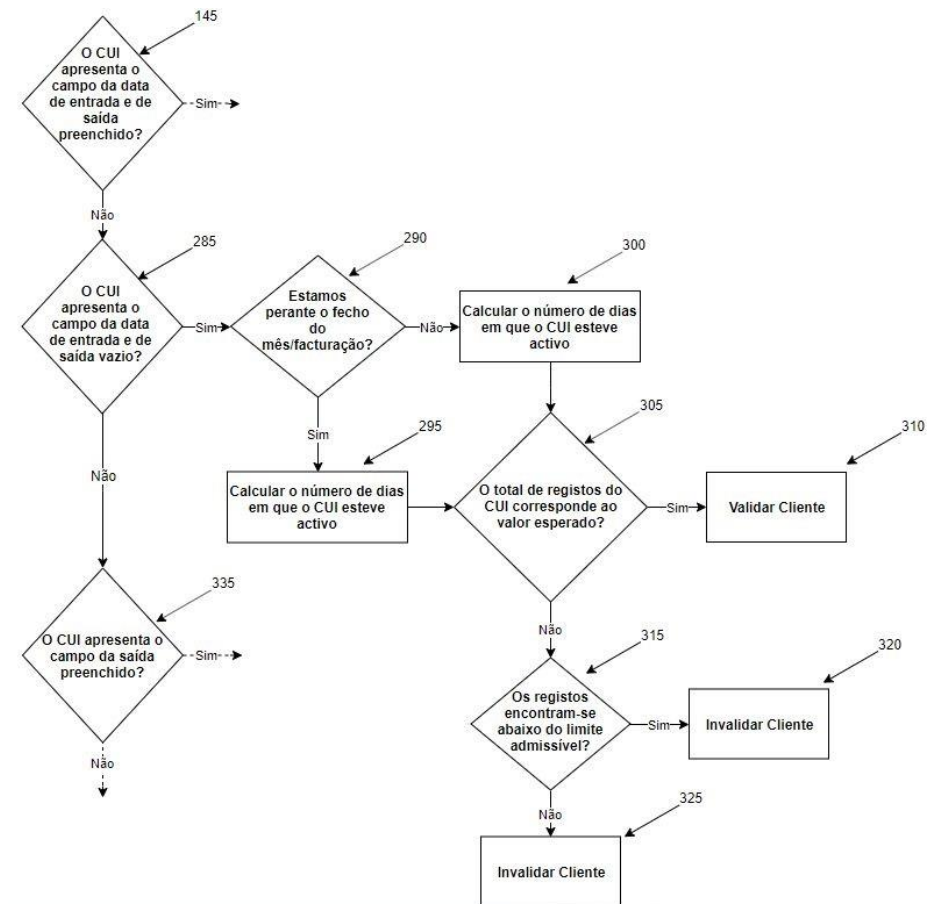 145
O CUI
apresenta o
campo da data
de entrada e de
saída
preenchido?
Sim
Não
285
O CUI
apresenta o
campo da data
de entrada e de
saída vazio?
Sim
290
Estamos
perante o fecho
do
mês/facturação?
Não
300
Calcular o número de dias
em que o CUI esteve
activo
Sim
295
Calcular o número de dias
em que o CUI esteve
activo
305
O total de registos do
CUI corresponde ao
valor esperado?
Sim
310
Validar Cliente
Não
335
O CUI apresenta o
campo da saída
preenchido?
Sim
Não
Não
315
Os registos
encontram-se
abaixo do limite
admissível?
Sim
320
Invalidar Cliente
Não
325
Invalidar Cliente